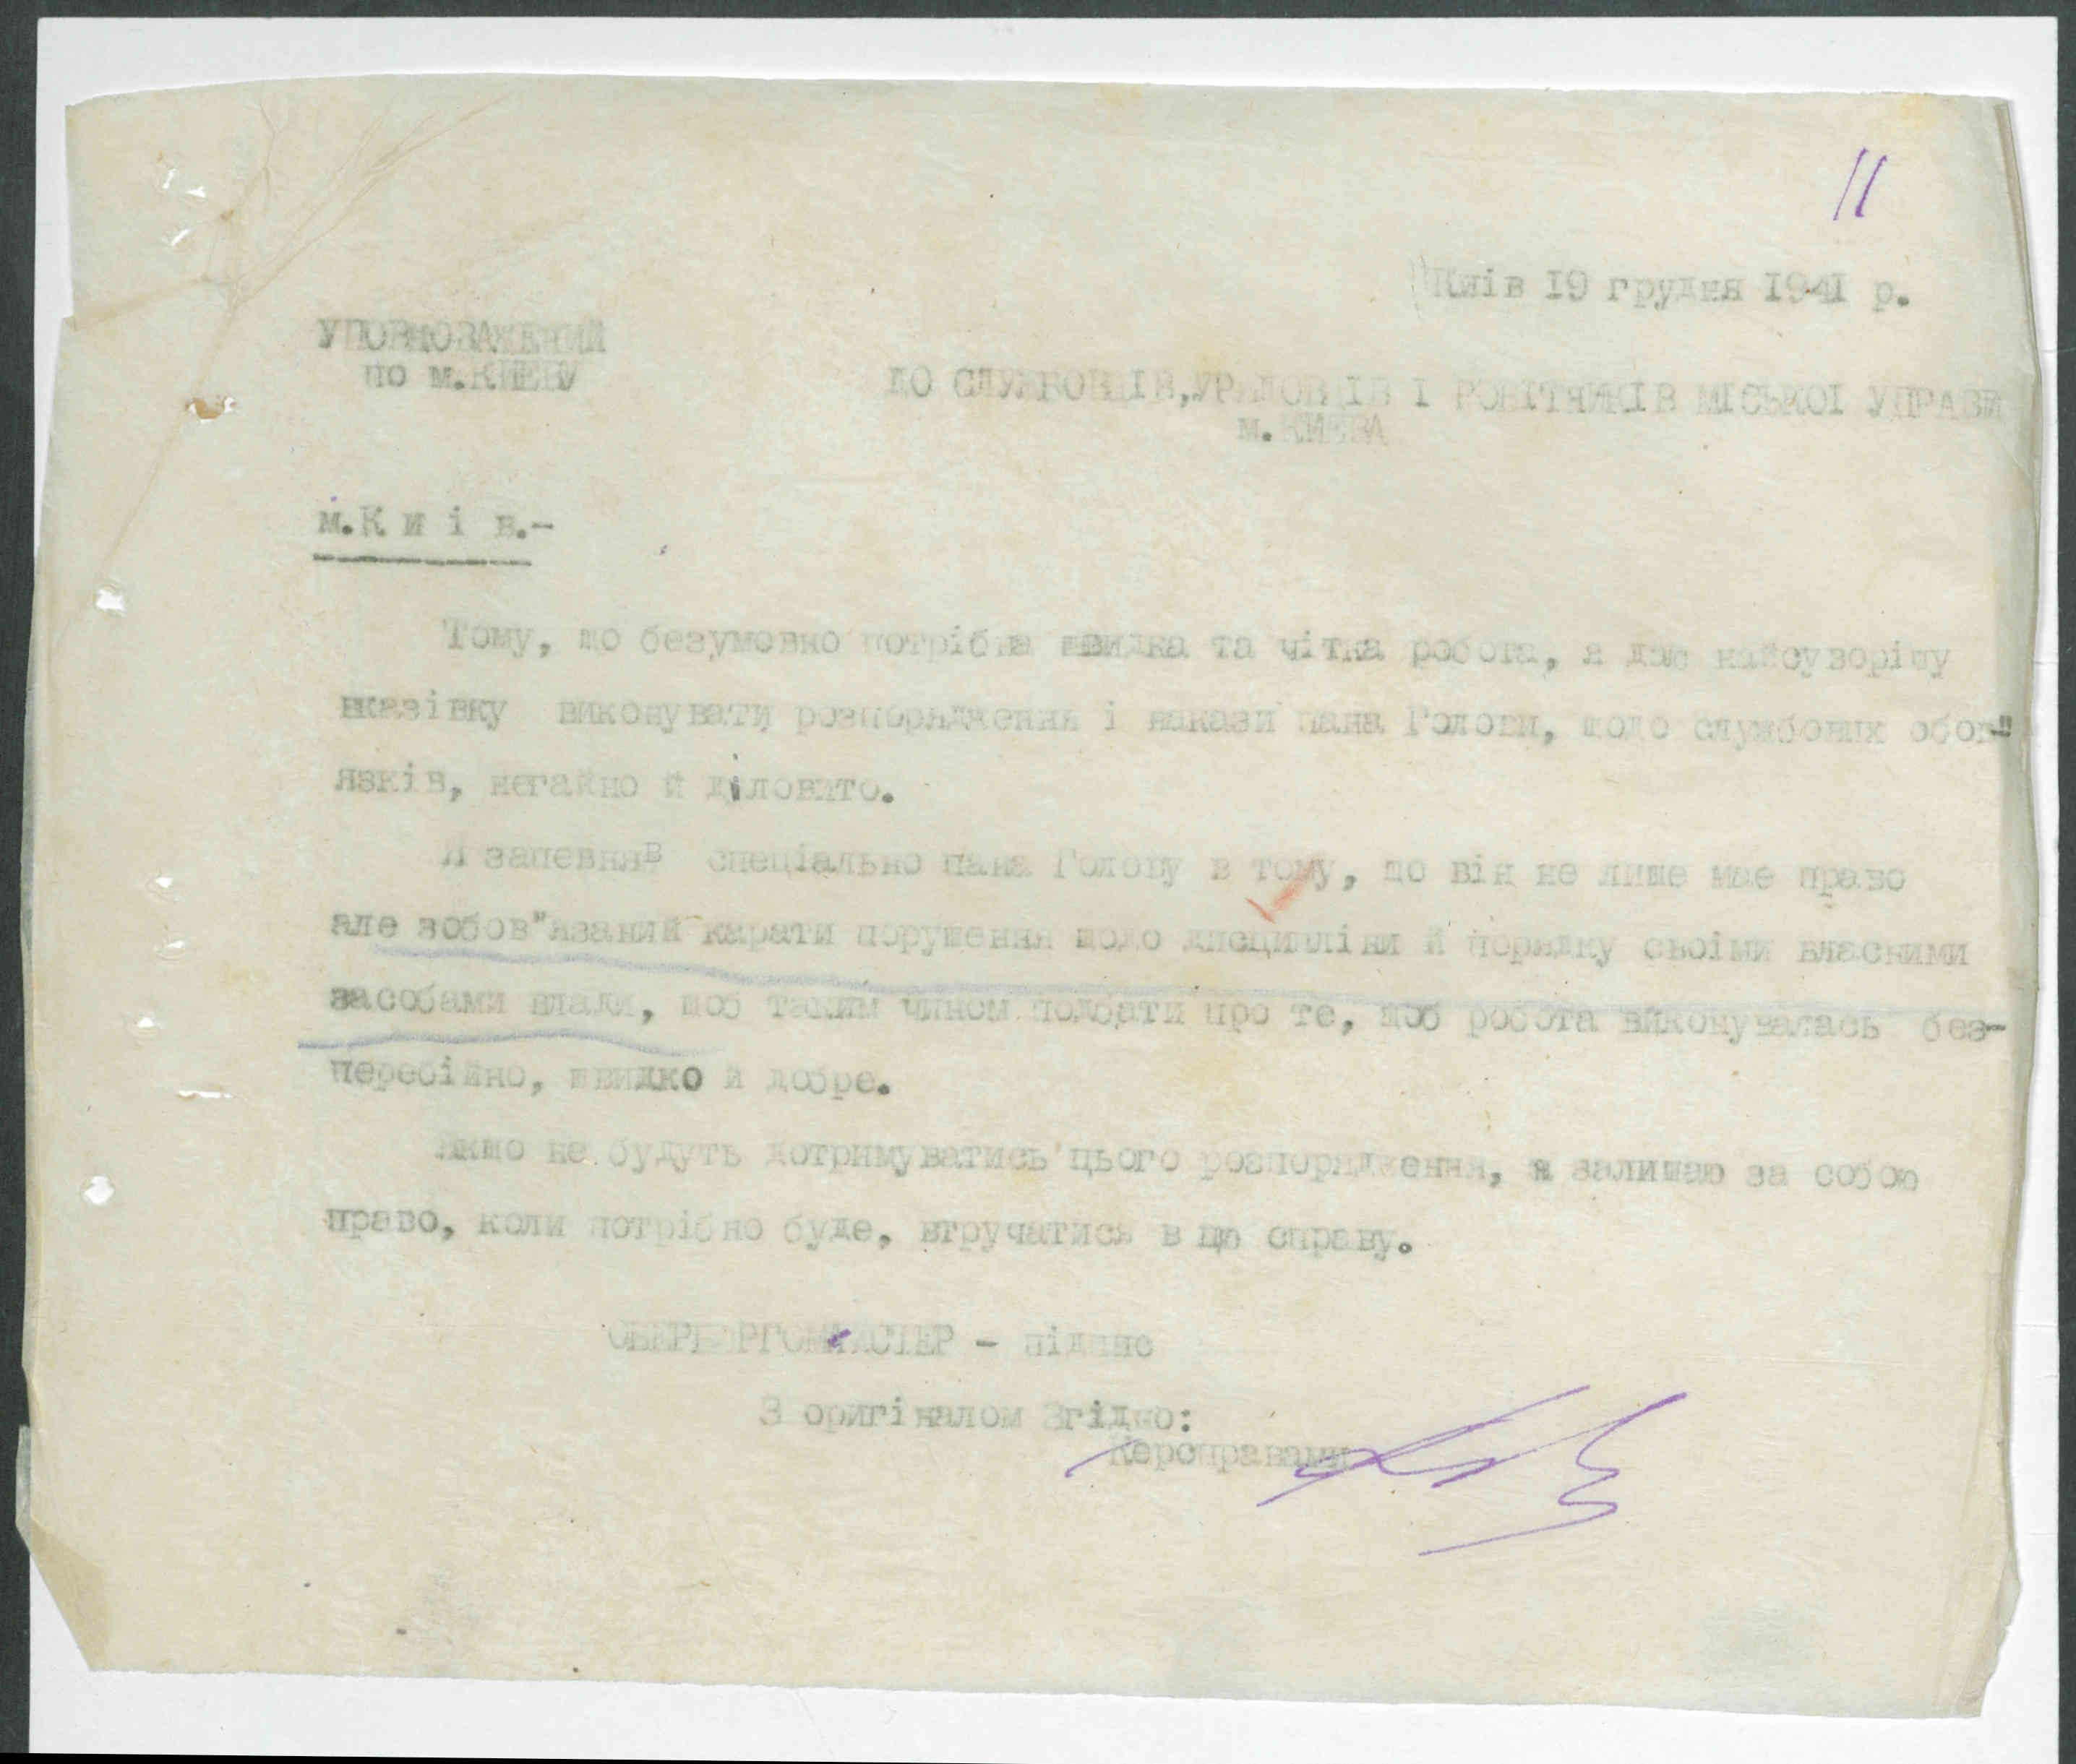 11
Київ 19 грудня 1941 р.
УПОВНОВАЖЕНИЙ
по м.КИЄВУ
ДО СЛУЖБОВЦІВ,УРЯДОВЦІВ І РОБІТНИКІВ МІСЬКОІ УПРАВИ
м.КИЄВА
м.К и і в.-
Тому, що безумовно потрібна швидка та чітка робота, я даю найсуворішу
вказівку виконувати розпорядження і накази пана Голови, щодо службових обов"
язків, негайно й діловито.
Я запевняв спеціально пана Голову в тому, що він не лише має право
але зобов"язаний карати порушення щодо дисципліни й порядку своіми власними
засобами влади, щоб таким чином подбати про те, щоб робота виконувалась без-
перебійно, швидко й добре.
Якщо не будуть дотримуватись цього розпорядження, я залишаю за собою
право, коли потрібно буде, втручатися в цю справу.
ОБЕРБУРГОМІСТЕР - підпис
З оригіналом Згідно:
Керсправами